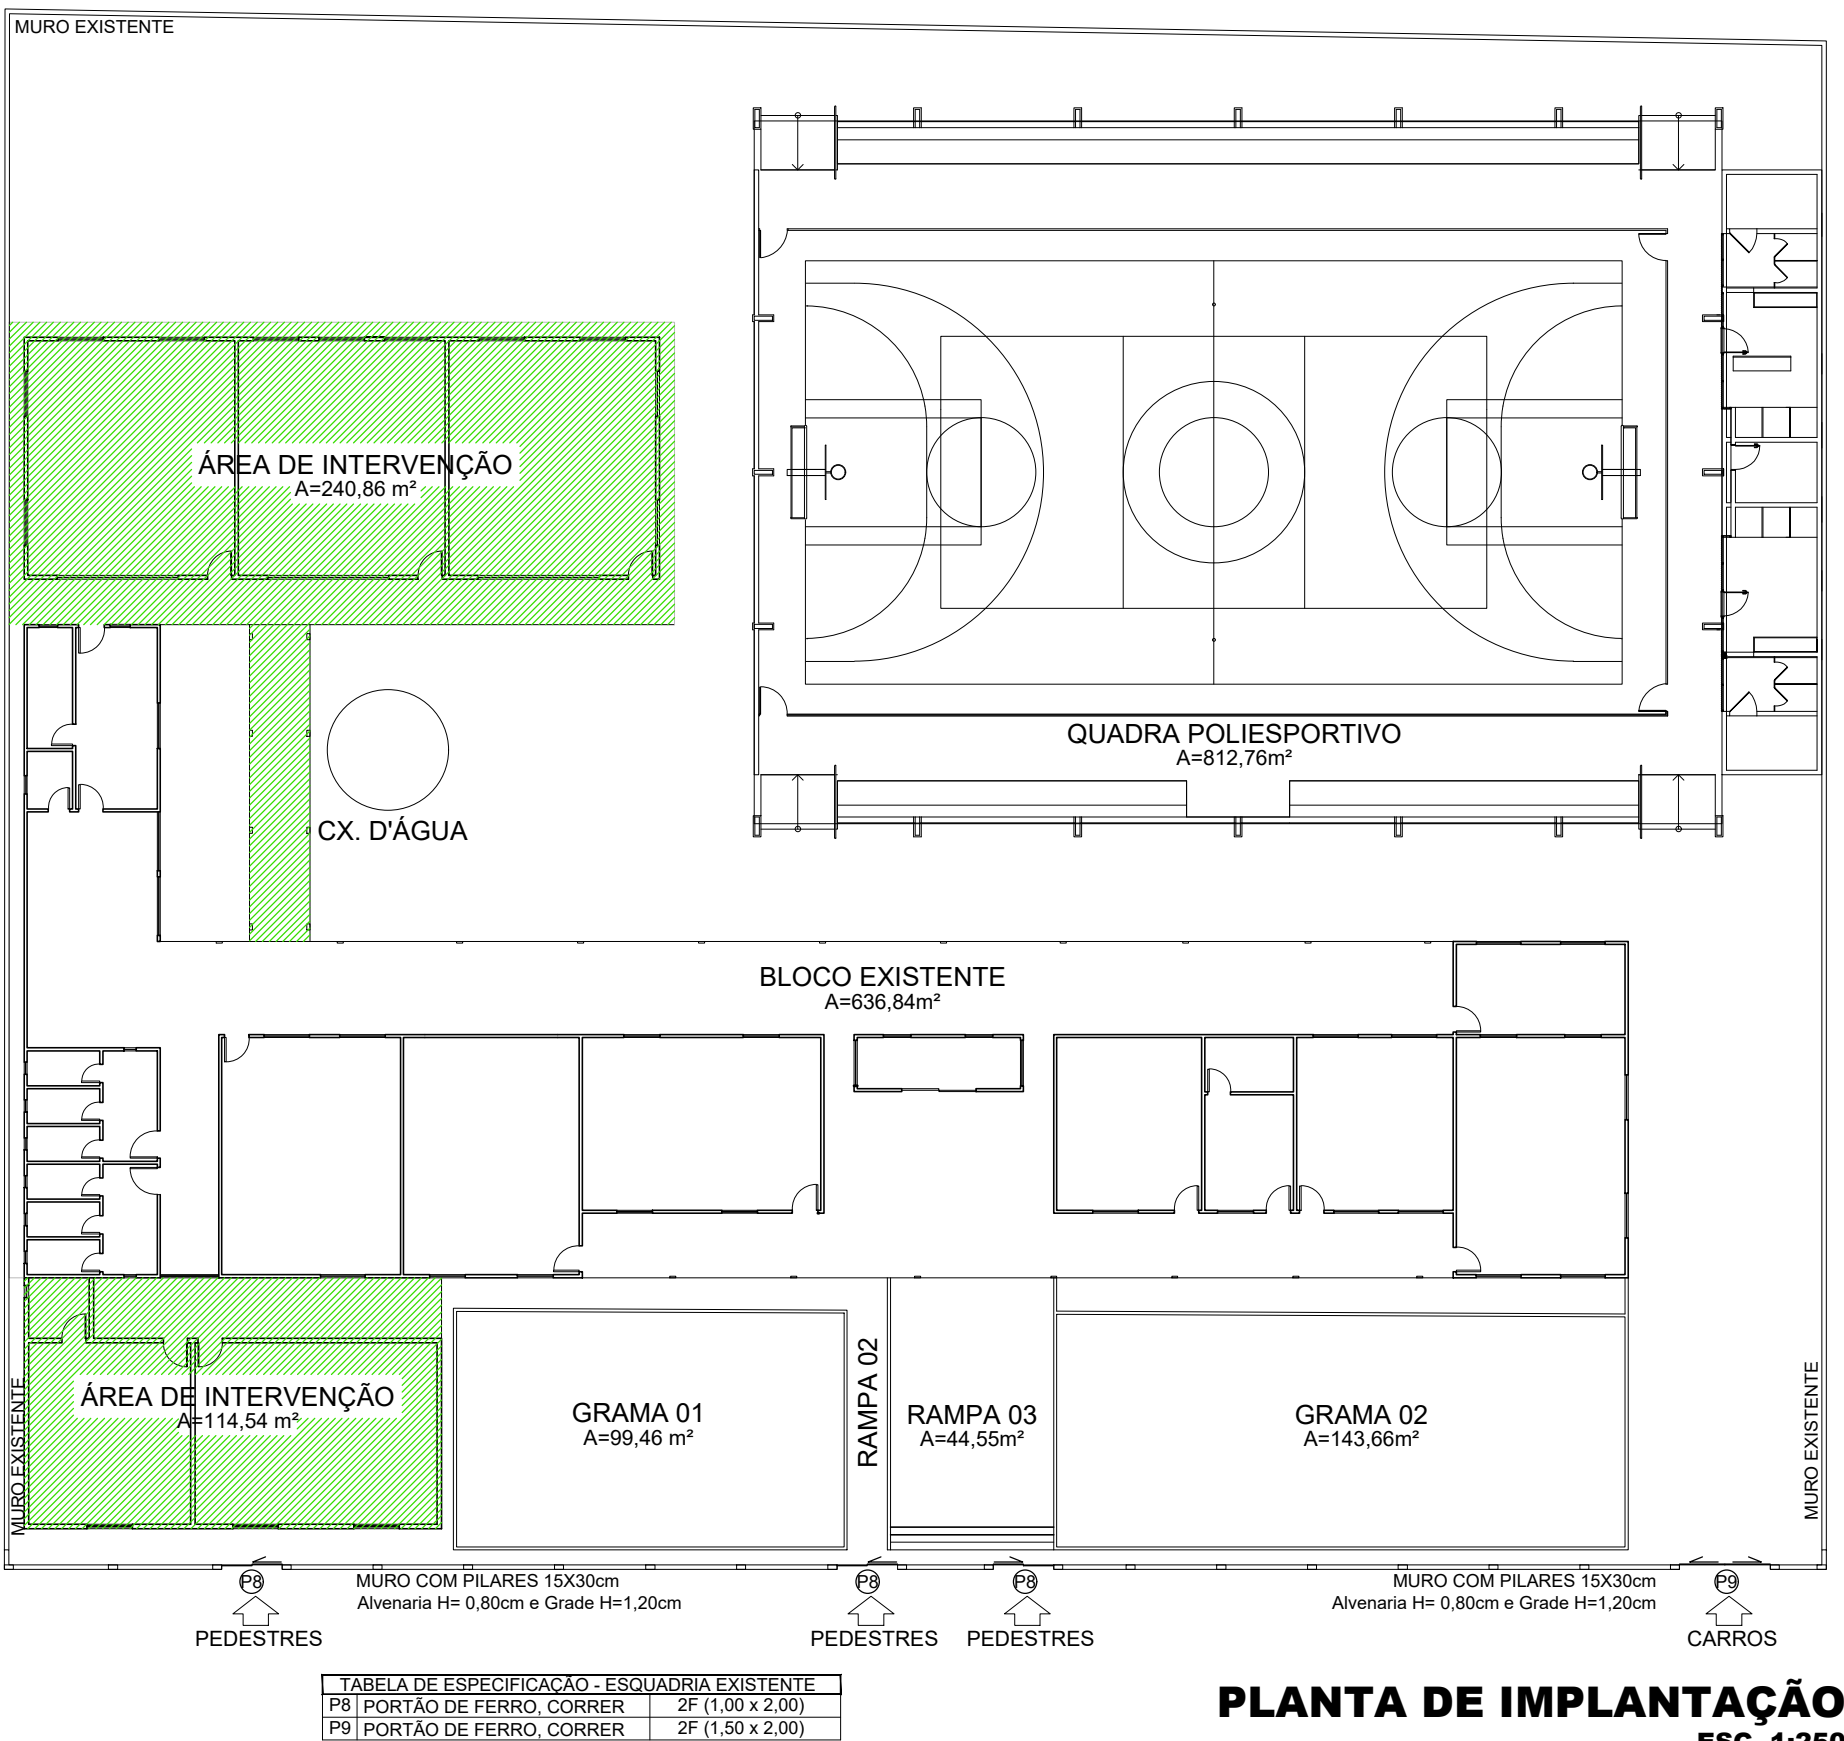 MURO EXISTENTE
ÁREA DE INTERVENÇÃO
A=240,86 m²
QUADRA POLIESPORTIVO
A=812,76m²
CX. D'ÁGUA
BLOCO EXISTENTE
A=636,84m²
MURO EXISTENTE
ÁREA DE INTERVENÇÃO
A=114,54 m²
GRAMA 01
A=99,46 m²
RAMPA 02
RAMPA 03
A=44,55m²
GRAMA 02
A=143,66m²
MURO EXISTENTE
P8
MURO COM PILARES 15X30cm
Alvenaria H= 0,80cm e Grade H=1,20cm
P8
P8
MURO COM PILARES 15X30cm
Alvenaria H= 0,80cm e Grade H=1,20cm
P9
PEDESTRES
PEDESTRES
PEDESTRES
CARROS
TABELA DE ESPECIFICAÇÃO - ESQUADRIA EXISTENTE
P8 PORTÃO DE FERRO, CORRER 2F (1,00 x 2,00)
P9 PORTÃO DE FERRO, CORRER 2F (1,50 x 2,00)
PLANTA DE IMPLANTAÇÃO
ESC. 1:250